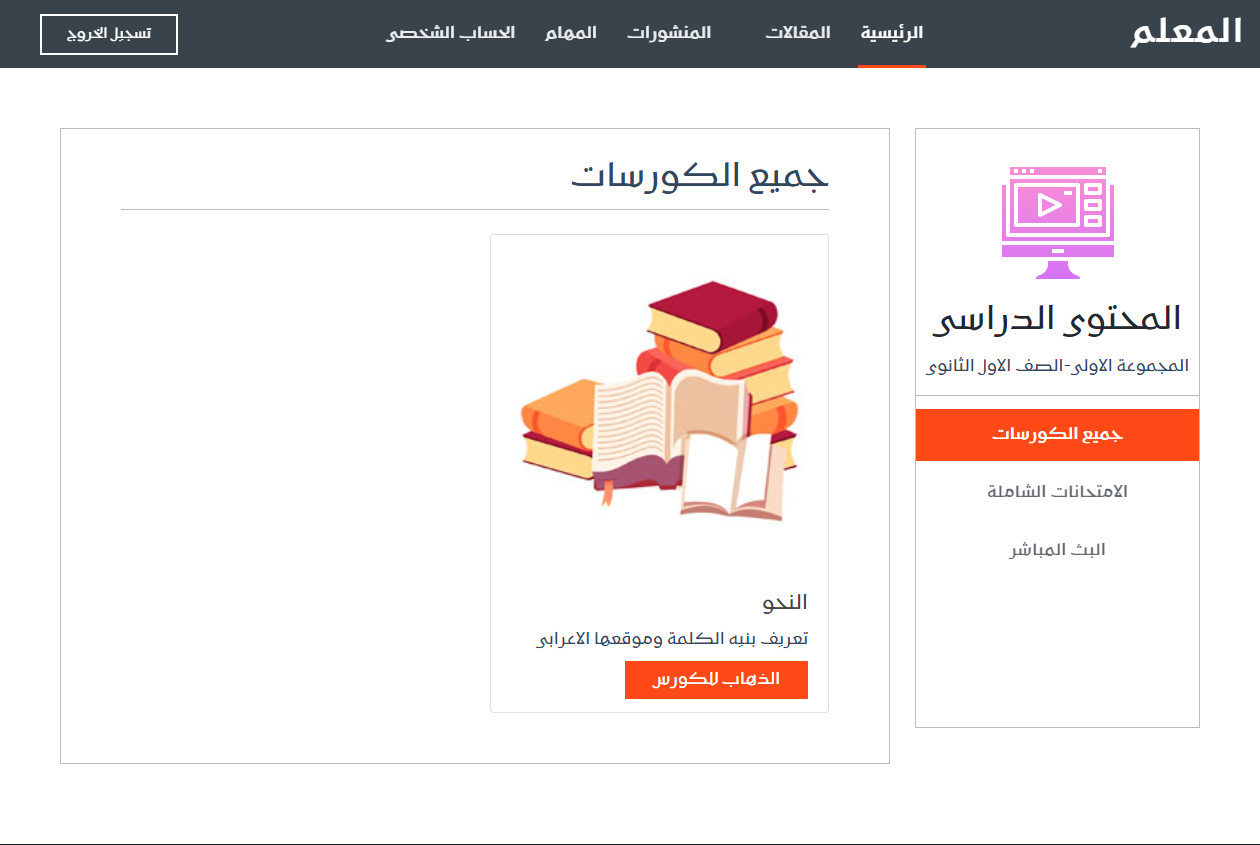 المعلم
الرئيسية
المقالات
المنشورات
المهام
الحساب الشخصى
تسجيل الخروج
المحتوى الدراسى
المجموعة الاولى-الصف الاول الثانوى
جميع الكورسات
الامتحانات الشاملة
البث المباشر
جميع الكورسات
النحو
تعريف بنيه الكلمة وموقعها الاعرابى
الذهاب للكورس